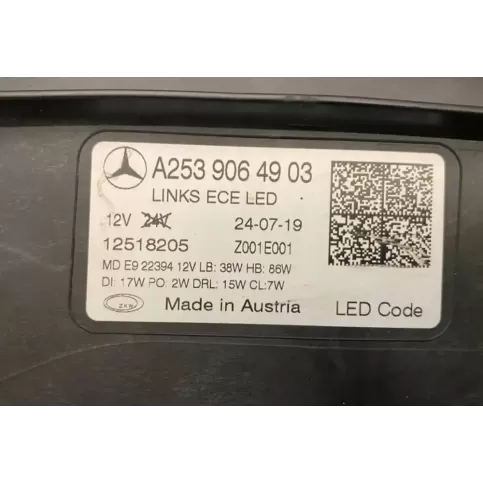 A253 906 49 03
LINKS ECE LED
12V 24V 24-07-19
12518205 Z001E001
MD E9 22394 12V LB: 38W HB: 86W
DI: 17W PO: 2W DRL: 15W CL:7W
ZKW Made in Austria LED Code